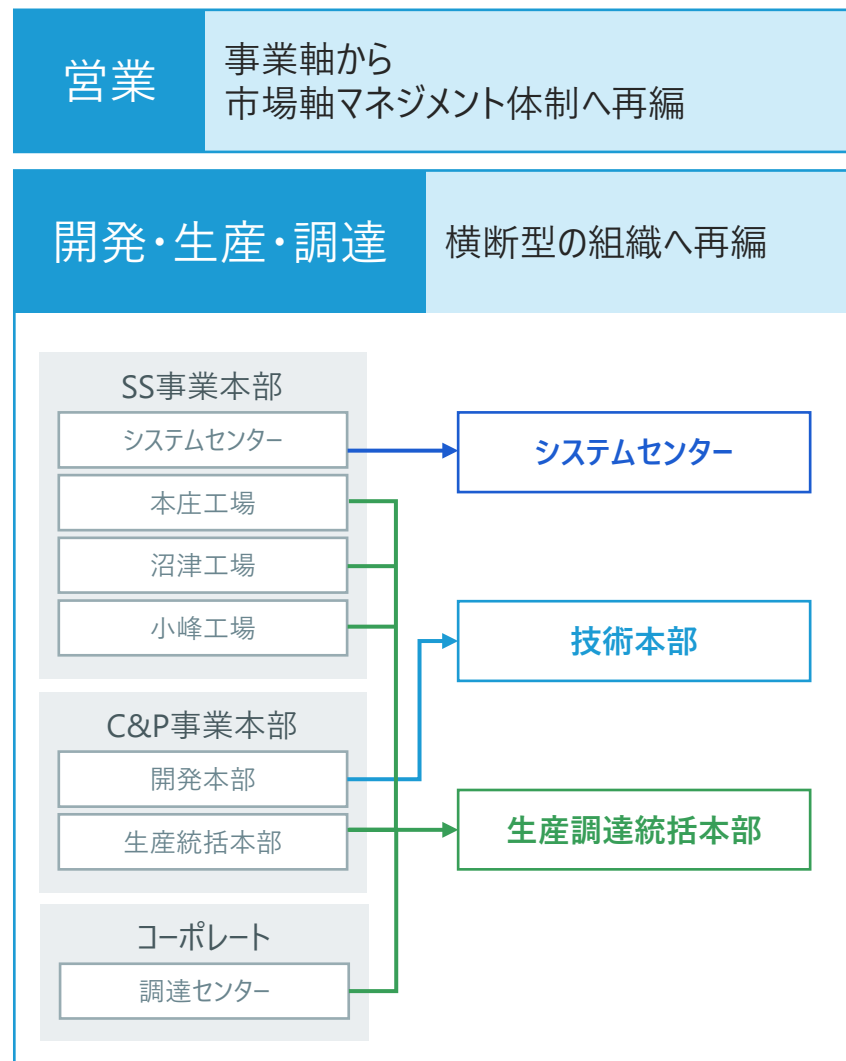 営業
事業軸から
市場軸マネジメント体制へ再編
開発・生産・調達
横断型の組織へ再編
SS事業本部
システムセンター
本庄工場
沼津工場
小峰工場
C&P事業本部
開発本部
生産統括本部
コーポレート
調達センター
システムセンター
技術本部
生産調達統括本部